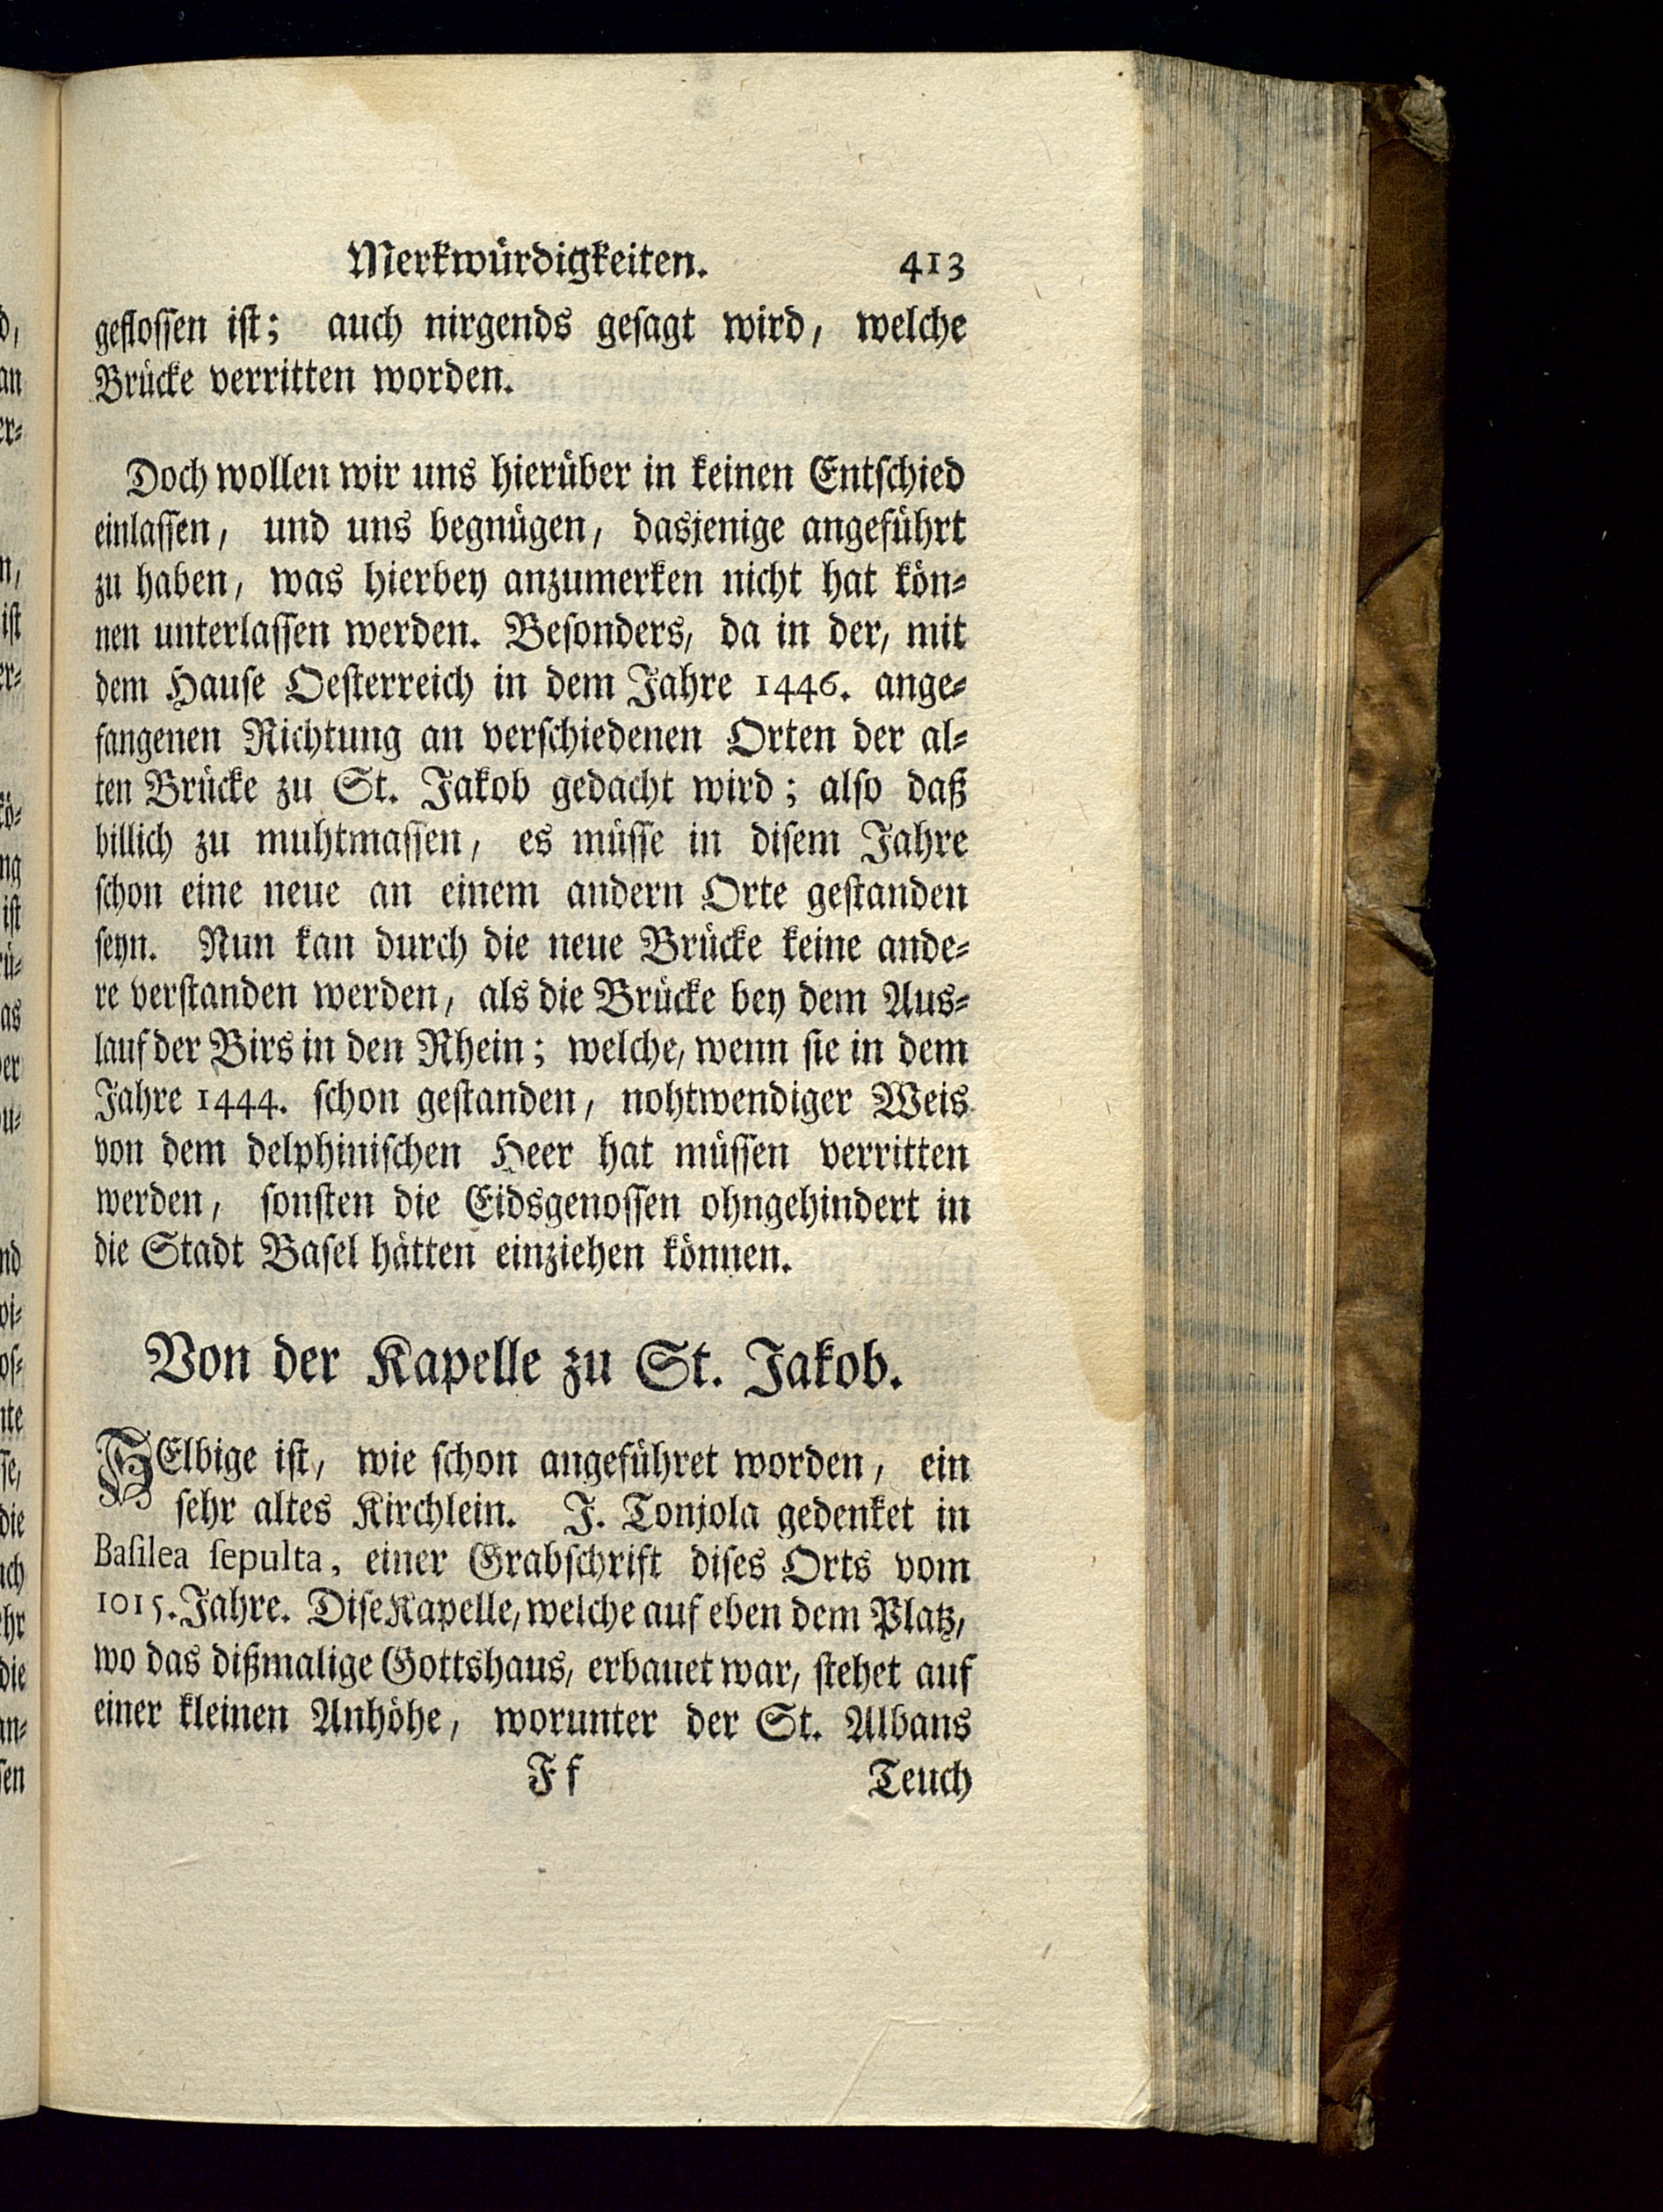 Merkwürdigkeiten. 413
geflossen ist; auch nirgends gesagt wird, welche
Brücke verritten worden.
Doch wollen wir uns hierüber in keinen Entschied
einlassen, und uns begnügen, dasjenige angeführt
zu haben, was hierbey anzumerken nicht hat kön-
nen unterlassen werden. Besonders, da in der, mit
dem Hause Oesterreich in dem Jahre 1446. ange-
fangenen Richtung an verschiedenen Orten der al-
ten Brücke zu St. Jakob gedacht wird; also daß
billich zu muhtmassen, es müsse in disem Jahre
schon eine neue an einem andern Orte gestanden
seyn. Nun kan durch die neue Brücke keine ande-
re verstanden werden, als die Brücke bey dem Aus-
lauf der Birs in den Rhein; welche, wenn sie in dem
Jahre 1444. schon gestanden, nohtwendiger Weis
von dem delphinischen Heer hat müssen verritten
werden, sonsten die Eidsgenossen ohngehindert in
die Stadt Basel hätten einziehen können.
Von der Kapelle zu St. Jakob.
SElbige ist, wie schon angeführet worden, ein
sehr altes Kirchlein. J. Tonjola gedenket in
Basilea sepulta, einer Grabschrift dises Orts vom
1015. Jahre. Dise Kapelle, welche auf eben dem Platz,
wo das dißmalige Gottshaus, erbauet war, stehet auf
einer kleinen Anhöhe, worunter der St. Albans
F f Teuch